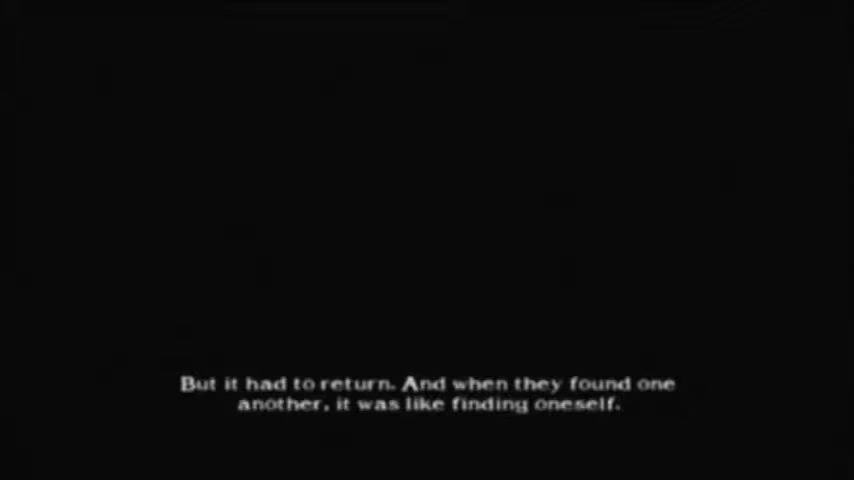 But it had to return. And when they found one
another, it was like finding oneself.